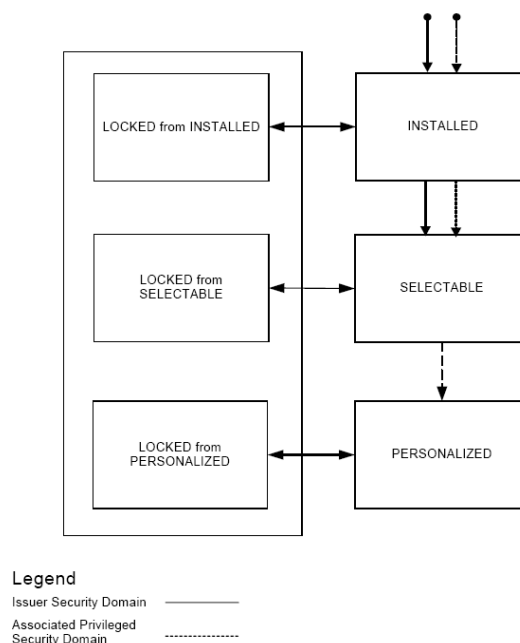 LOCKED from INSTALLED
INSTALLED
LOCKED from
SELECTABLE
SELECTABLE
LOCKED from
PERSONALIZED
PERSONALIZED
Legend
Issuer Security Domain
Associated Privileged
Security Domain